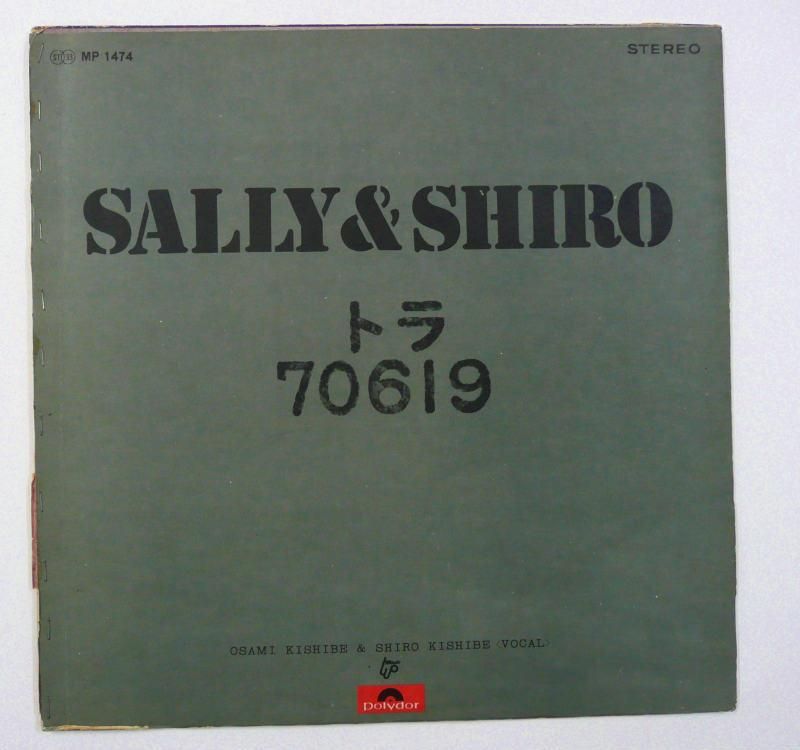 MP 1474
STEREO
SALLY & SHIRO
トラ
70619
OSAMI KISHIBE & SHIRO KISHIBE〈VOCAL〉
Polydor